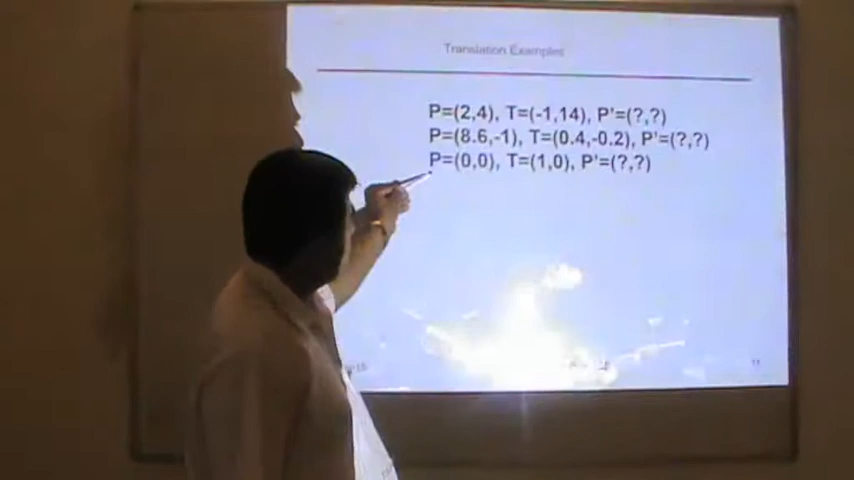 Translation Examples
P=(2,4), T=(-1,14), P'=(?,?)
P=(8.6,-1), T=(0.4,-0.2), P'=(?,?)
P=(0,0), T=(1,0), P'=(?,?)